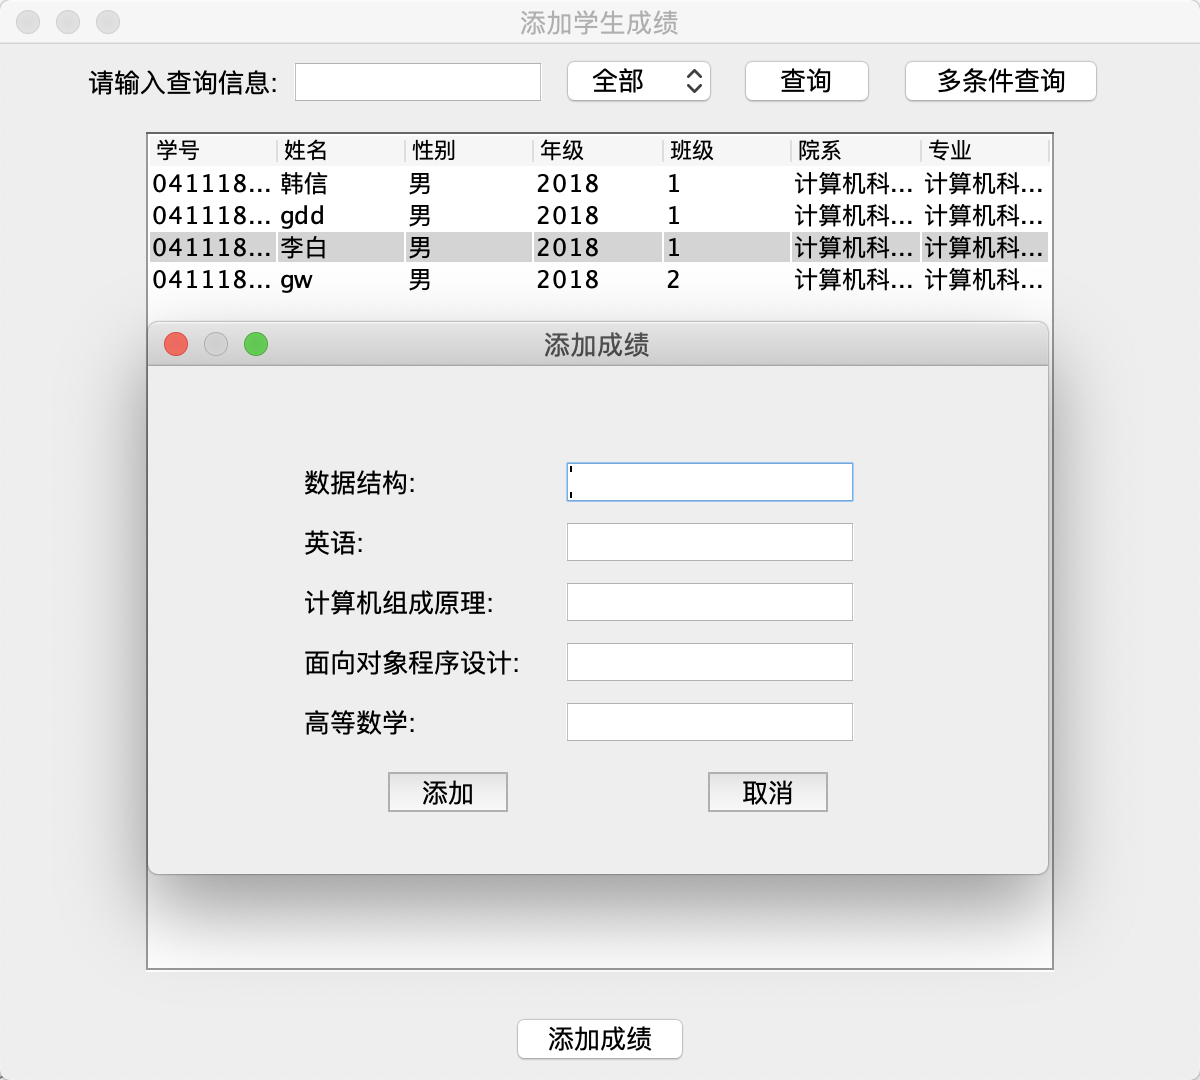 添加学生成绩
请输入查询信息: 全部 查询 多条件查询
学号 姓名 性别 年级 班级 院系 专业
041118... 韩信 男 2018 1 计算机科... 计算机科...
041118... gdd 男 2018 1 计算机科... 计算机科...
041118... 李白 男 2018 1 计算机科... 计算机科...
041118... gw 男 2018 2 计算机科... 计算机科...
添加成绩
数据结构:
英语:
计算机组成原理:
面向对象程序设计:
高等数学:
添加 取消
添加成绩